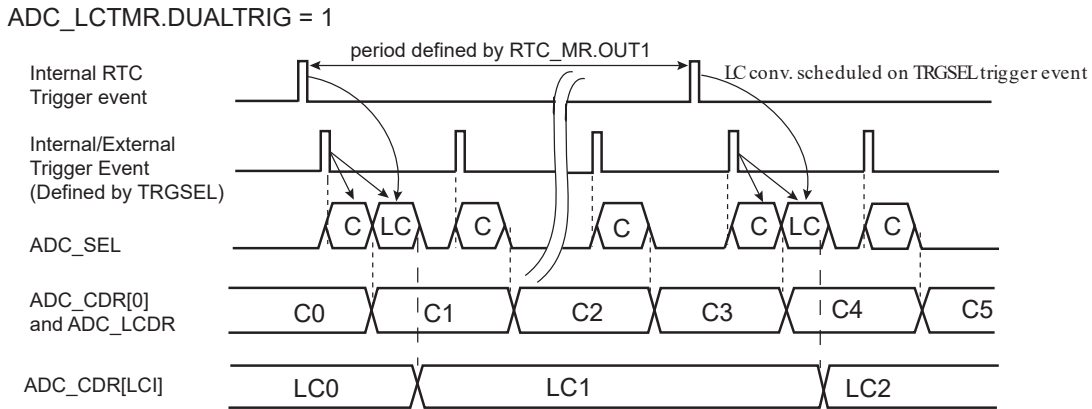 ADC_LCTMR.DUALTRIG = 1
period defined by RTC_MR.OUT1
Internal RTC
Trigger event
LC conv. scheduled on TRGSEL trigger event
Internal/External
Trigger Event
(Defined by TRGSEL)
ADC_SEL
C LC C C C LC C
ADC_CDR[0]
and ADC_LCDR
C0 C1 C2 C3 C4 C5
ADC_CDR[LCI]
LC0 LC1 LC2